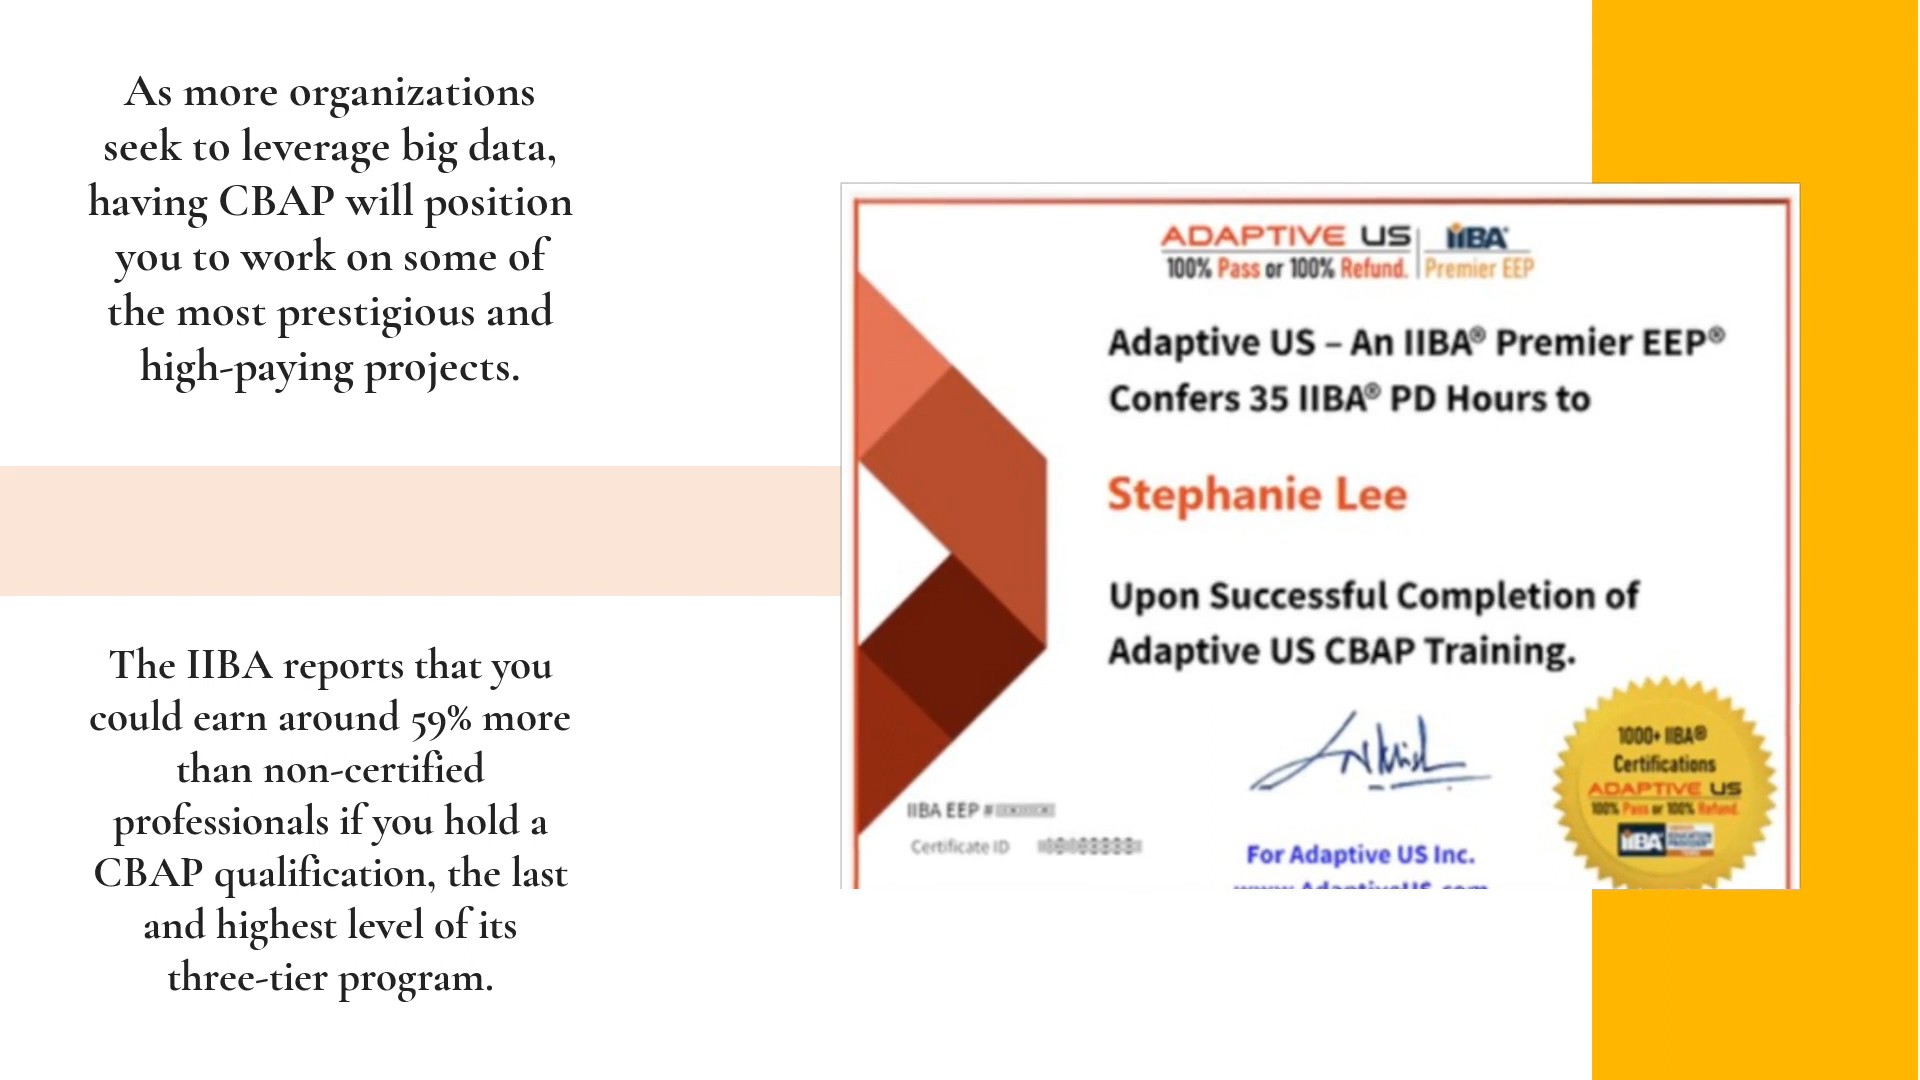 As more organizations
seek to leverage big data,
having CBAP will position
you to work on some of
the most prestigious and
high-paying projects.
The IIBA reports that you
could earn around 59% more
than non-certified
professionals if you hold a
CBAP qualification, the last
and highest level of its
three-tier program.
ADAPTIVE US
100% Pass or 100% Refund.
IIBA®
Premier EEP
Adaptive US – An IIBA® Premier EEP®
Confers 35 IIBA® PD Hours to
Stephanie Lee
Upon Successful Completion of
Adaptive US CBAP Training.
IIBA EEP #
Certificate ID
For Adaptive US Inc.
www.AdaptiveUS.com
1000+ IIBA®
Certifications
ADAPTIVE US
100% Pass or 100% Refund.
IIBA